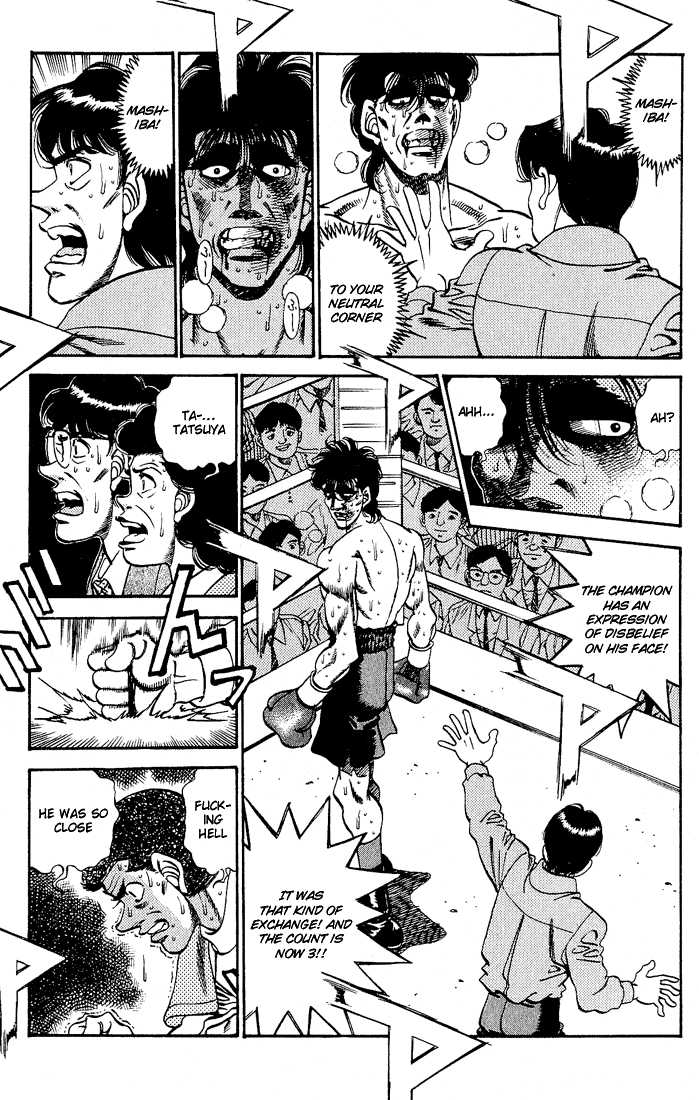 MASH-
IBA!
TO YOUR
NEUTRAL
CORNER
MASH-
IBA!
AH?
AHH...
THE CHAMPION
HAS AN
EXPRESSION
OF DISBELIEF
ON HIS FACE!
IT WAS
THAT KIND OF
EXCHANGE! AND
THE COUNT IS
NOW 3!!
TA-...
TATSUYA
FUCK-
ING
HELL
HE WAS SO
CLOSE